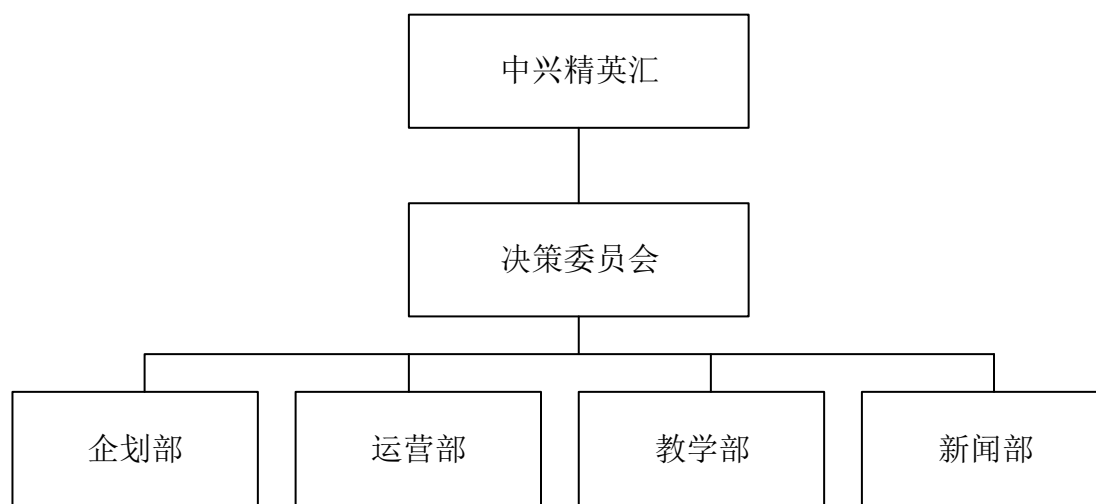 中兴精英汇
决策委员会
企划部
运营部
教学部
新闻部